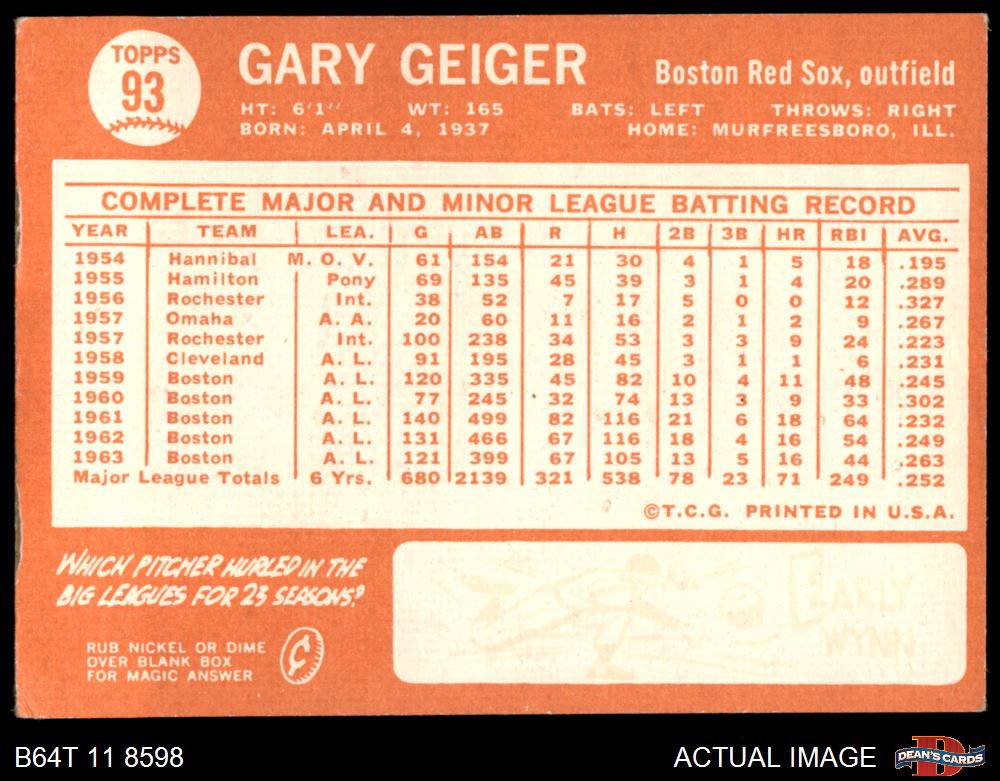 TOPPS
93
GARY GEIGER
Boston Red Sox, outfield
HT: 6'1" WT: 165 BATS: LEFT THROWS: RIGHT
BORN: APRIL 4, 1937 HOME: MURFREESBORO, ILL.
COMPLETE MAJOR AND MINOR LEAGUE BATTING RECORD
YEAR TEAM LEA. G AB R H 2B 3B HR RBI AVG.
1954 Hannibal M. O. V. 61 154 21 30 4 1 5 18 .195
1955 Hamilton Pony 69 135 45 39 3 1 4 20 .289
1956 Rochester Int. 38 52 7 17 5 0 0 12 .327
1957 Omaha A. A. 20 60 11 16 2 1 2 9 .267
1957 Rochester Int. 100 238 34 53 3 3 9 24 .223
1958 Cleveland A. L. 91 195 28 45 3 1 1 6 .231
1959 Boston A. L. 120 335 45 82 10 4 11 48 .245
1960 Boston A. L. 77 245 32 74 13 3 9 33 .302
1961 Boston A. L. 140 499 82 116 21 6 18 64 .232
1962 Boston A. L. 131 466 67 116 18 4 16 54 .249
1963 Boston A. L. 121 399 67 105 13 5 16 44 .263
Major League Totals 6 Yrs. 680 2139 321 538 78 23 71 249 .252
©T.C.G. PRINTED IN U.S.A.
WHICH PITCHER HURLED IN THE
BIG LEAGUES FOR 23 SEASONS?
RUB NICKEL OR DIME
OVER BLANK BOX
FOR MAGIC ANSWER
EARLY
WYNN
B64T 11 8598
ACTUAL IMAGE
DEAN'S CARDS